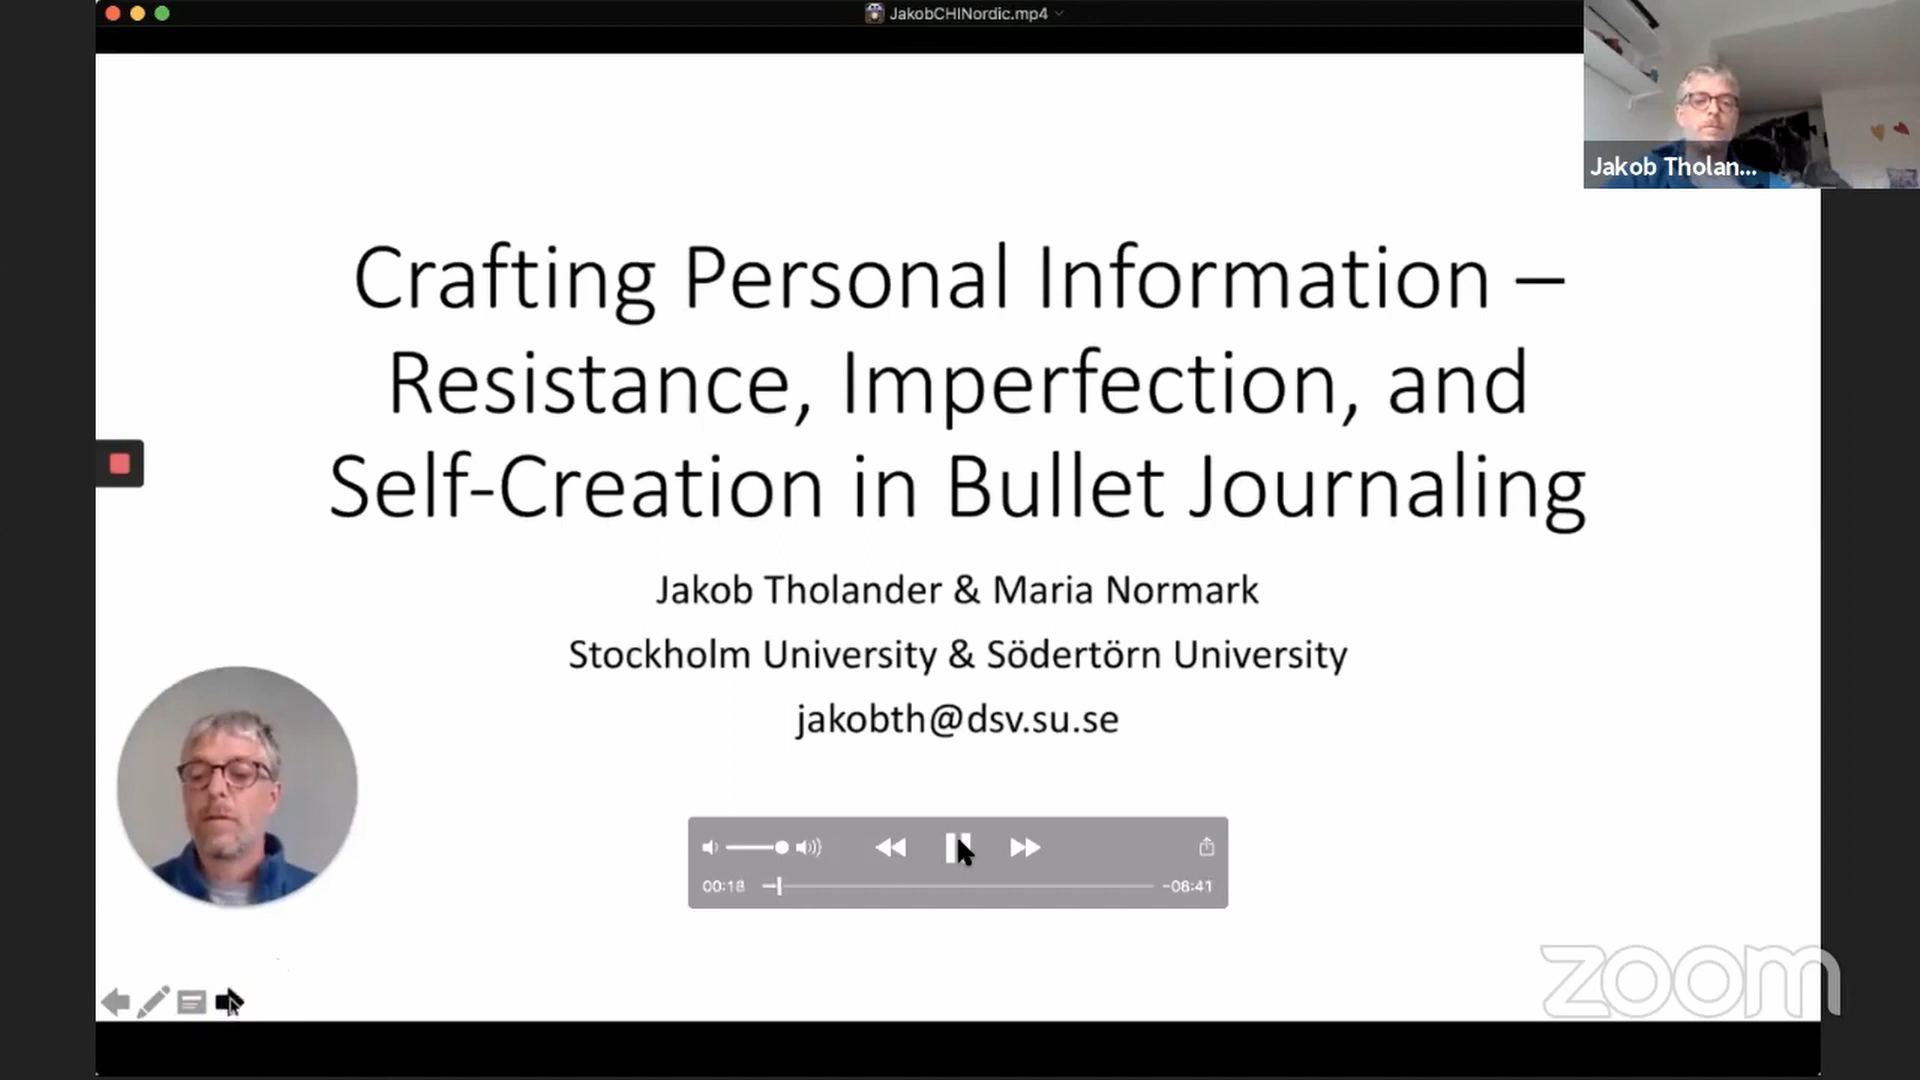 JakobCHINordic.mp4
Jakob Tholan...
Crafting Personal Information –
Resistance, Imperfection, and
Self-Creation in Bullet Journaling
Jakob Tholander & Maria Normark
Stockholm University & Södertörn University
jakobth@dsv.su.se
00:18
-08:41
zoom